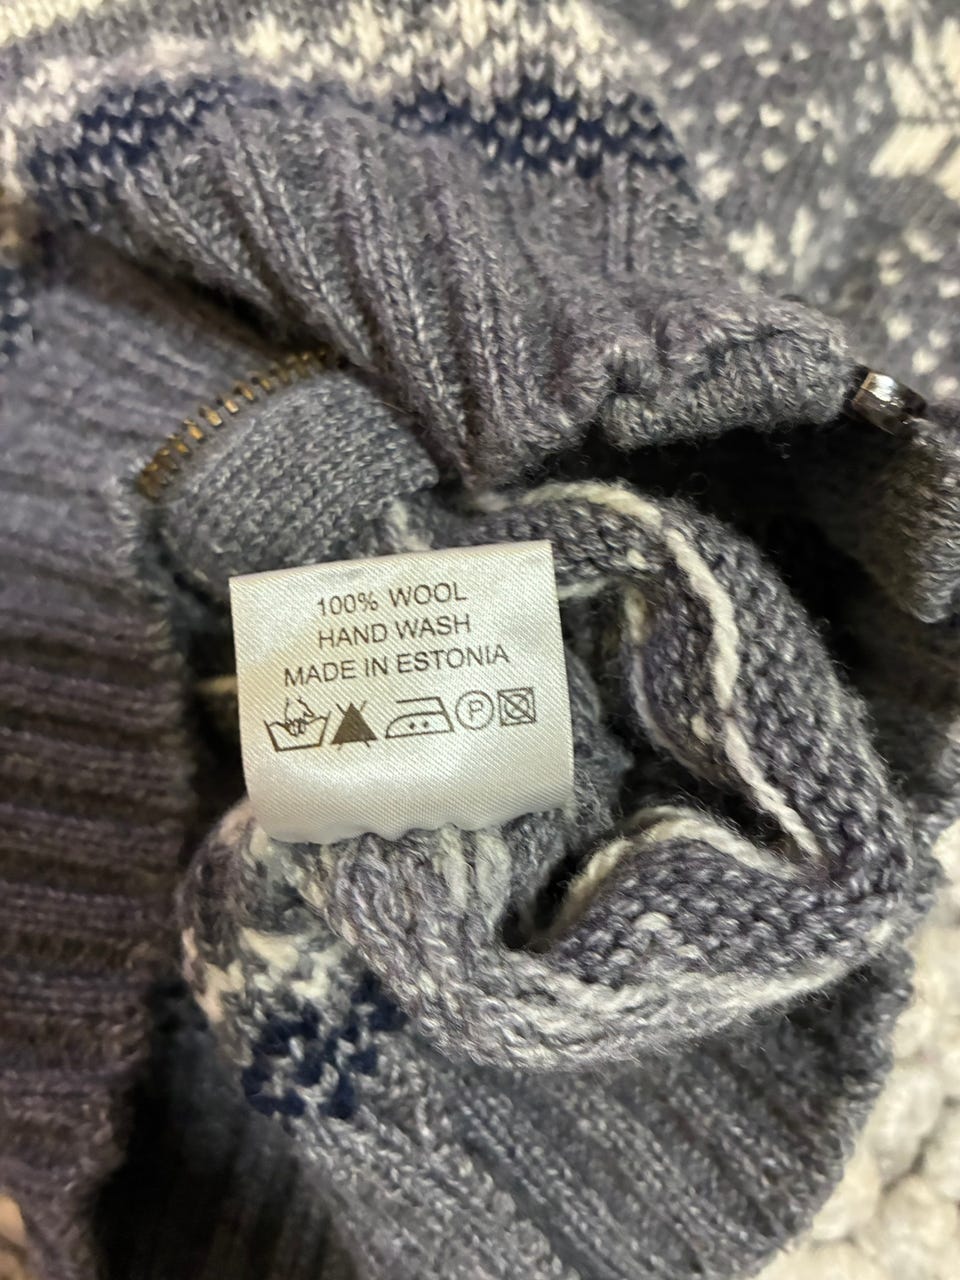 100% WOOL
HAND WASH
MADE IN ESTONIA
P